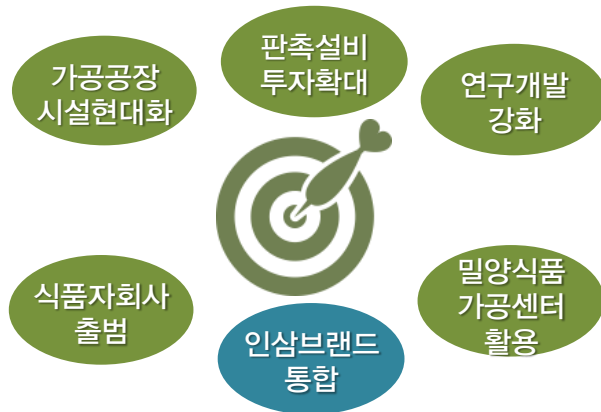 가공공장
시설현대화
판촉설비
투자확대
연구개발
강화
식품자회사
출범
인삼브랜드
통합
밀양식품
가공센터
활용